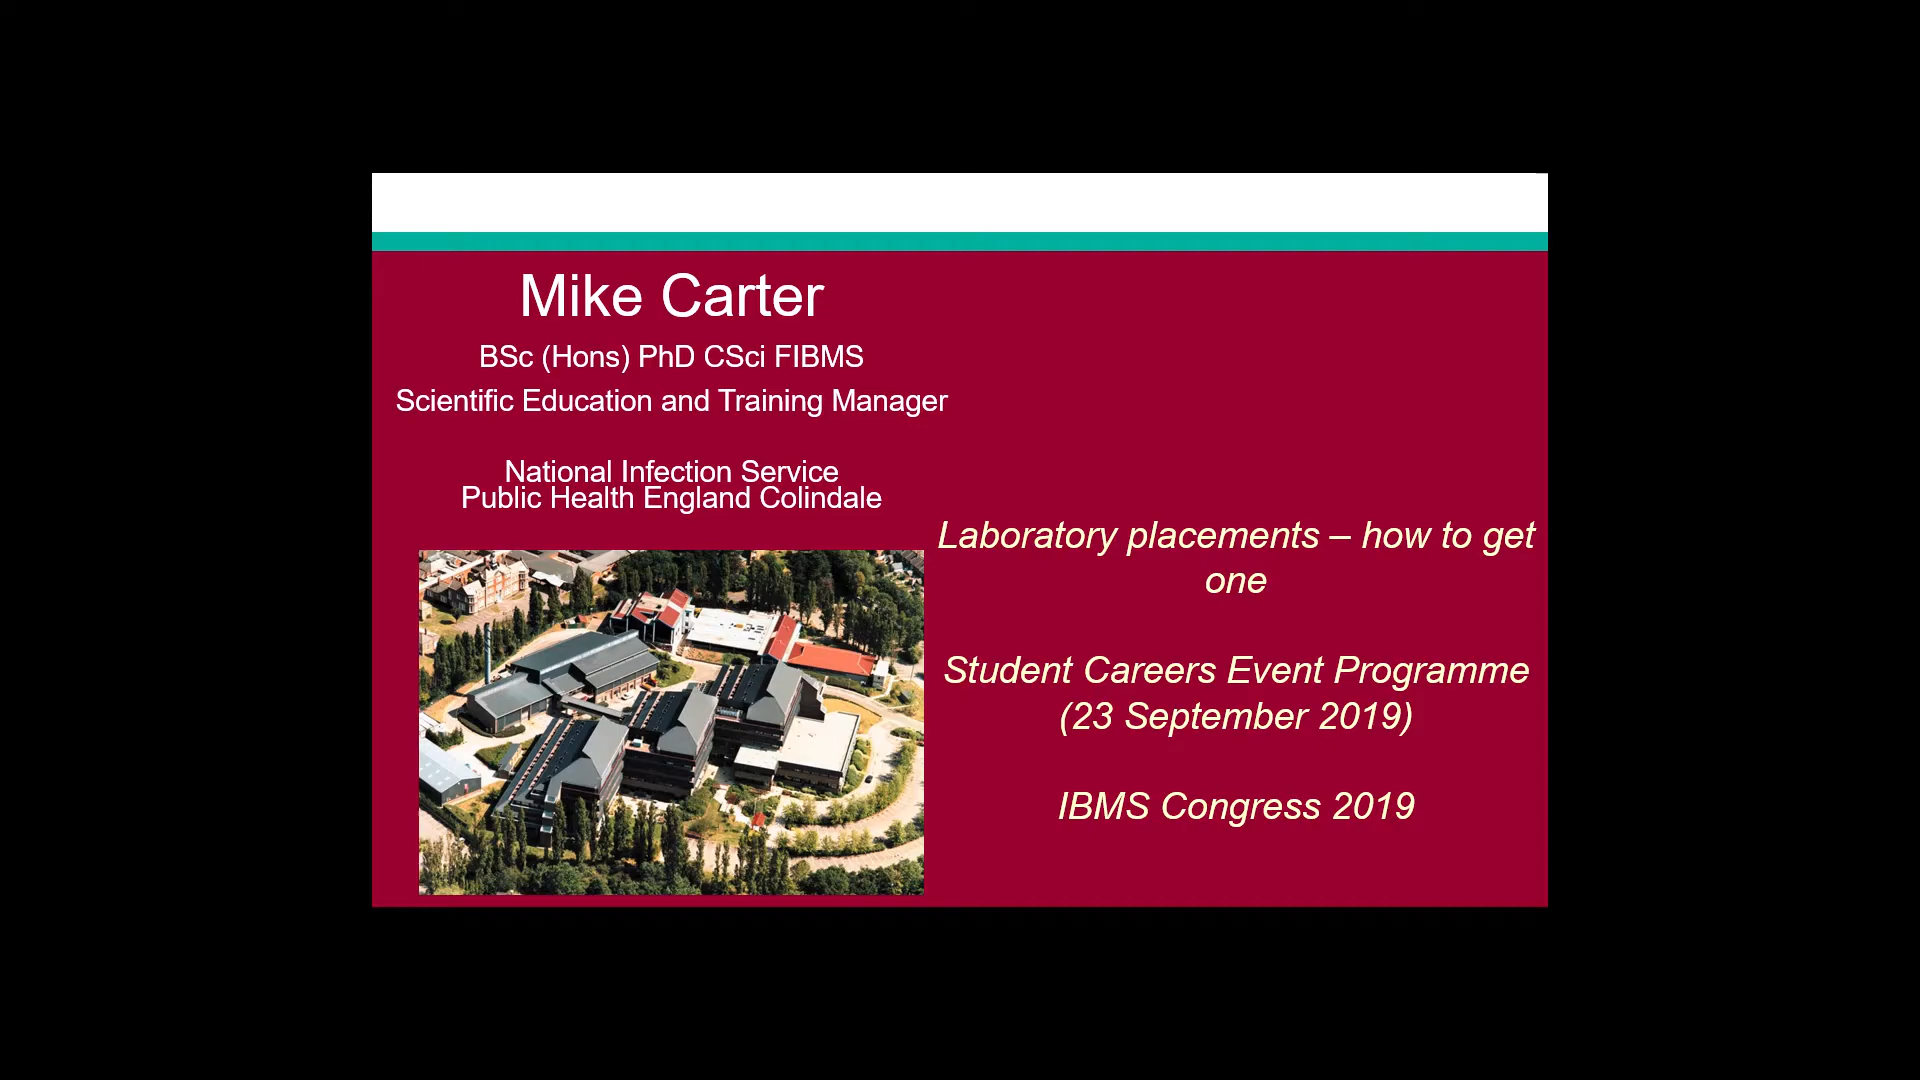 Mike Carter
BSc (Hons) PhD CSci FIBMS
Scientific Education and Training Manager
National Infection Service
Public Health England Colindale
Laboratory placements – how to get
one
Student Careers Event Programme
(23 September 2019)
IBMS Congress 2019